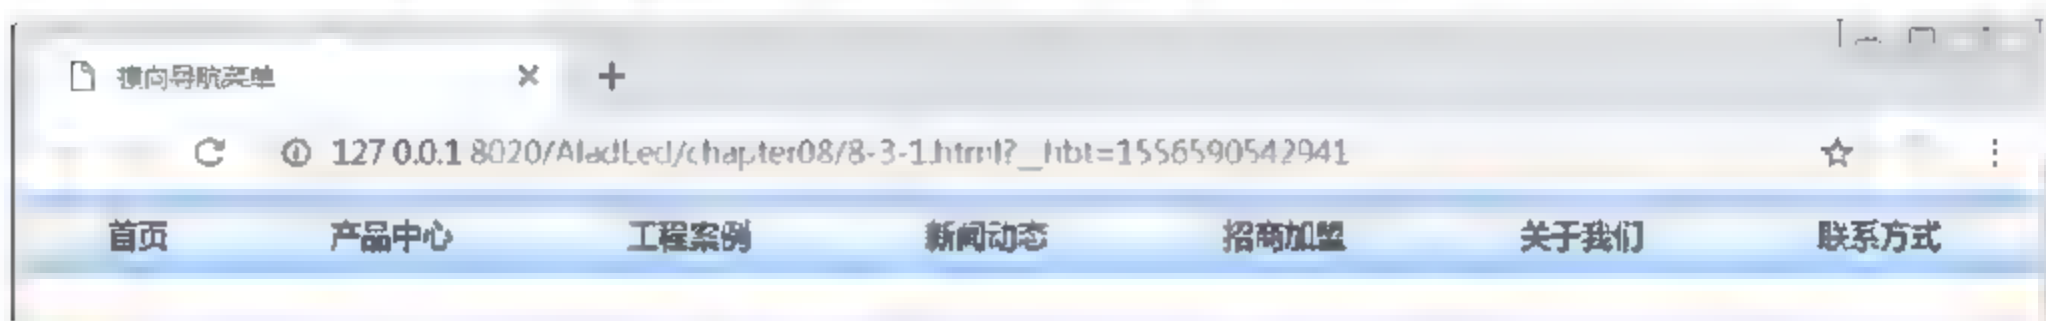 横向导航菜单
127.0.0.1:8020/AladLed/chapter08/8-3-1.html?__hbt=1556590542941
首页 产品中心 工程案例 新闻动态 招商加盟 关于我们 联系方式